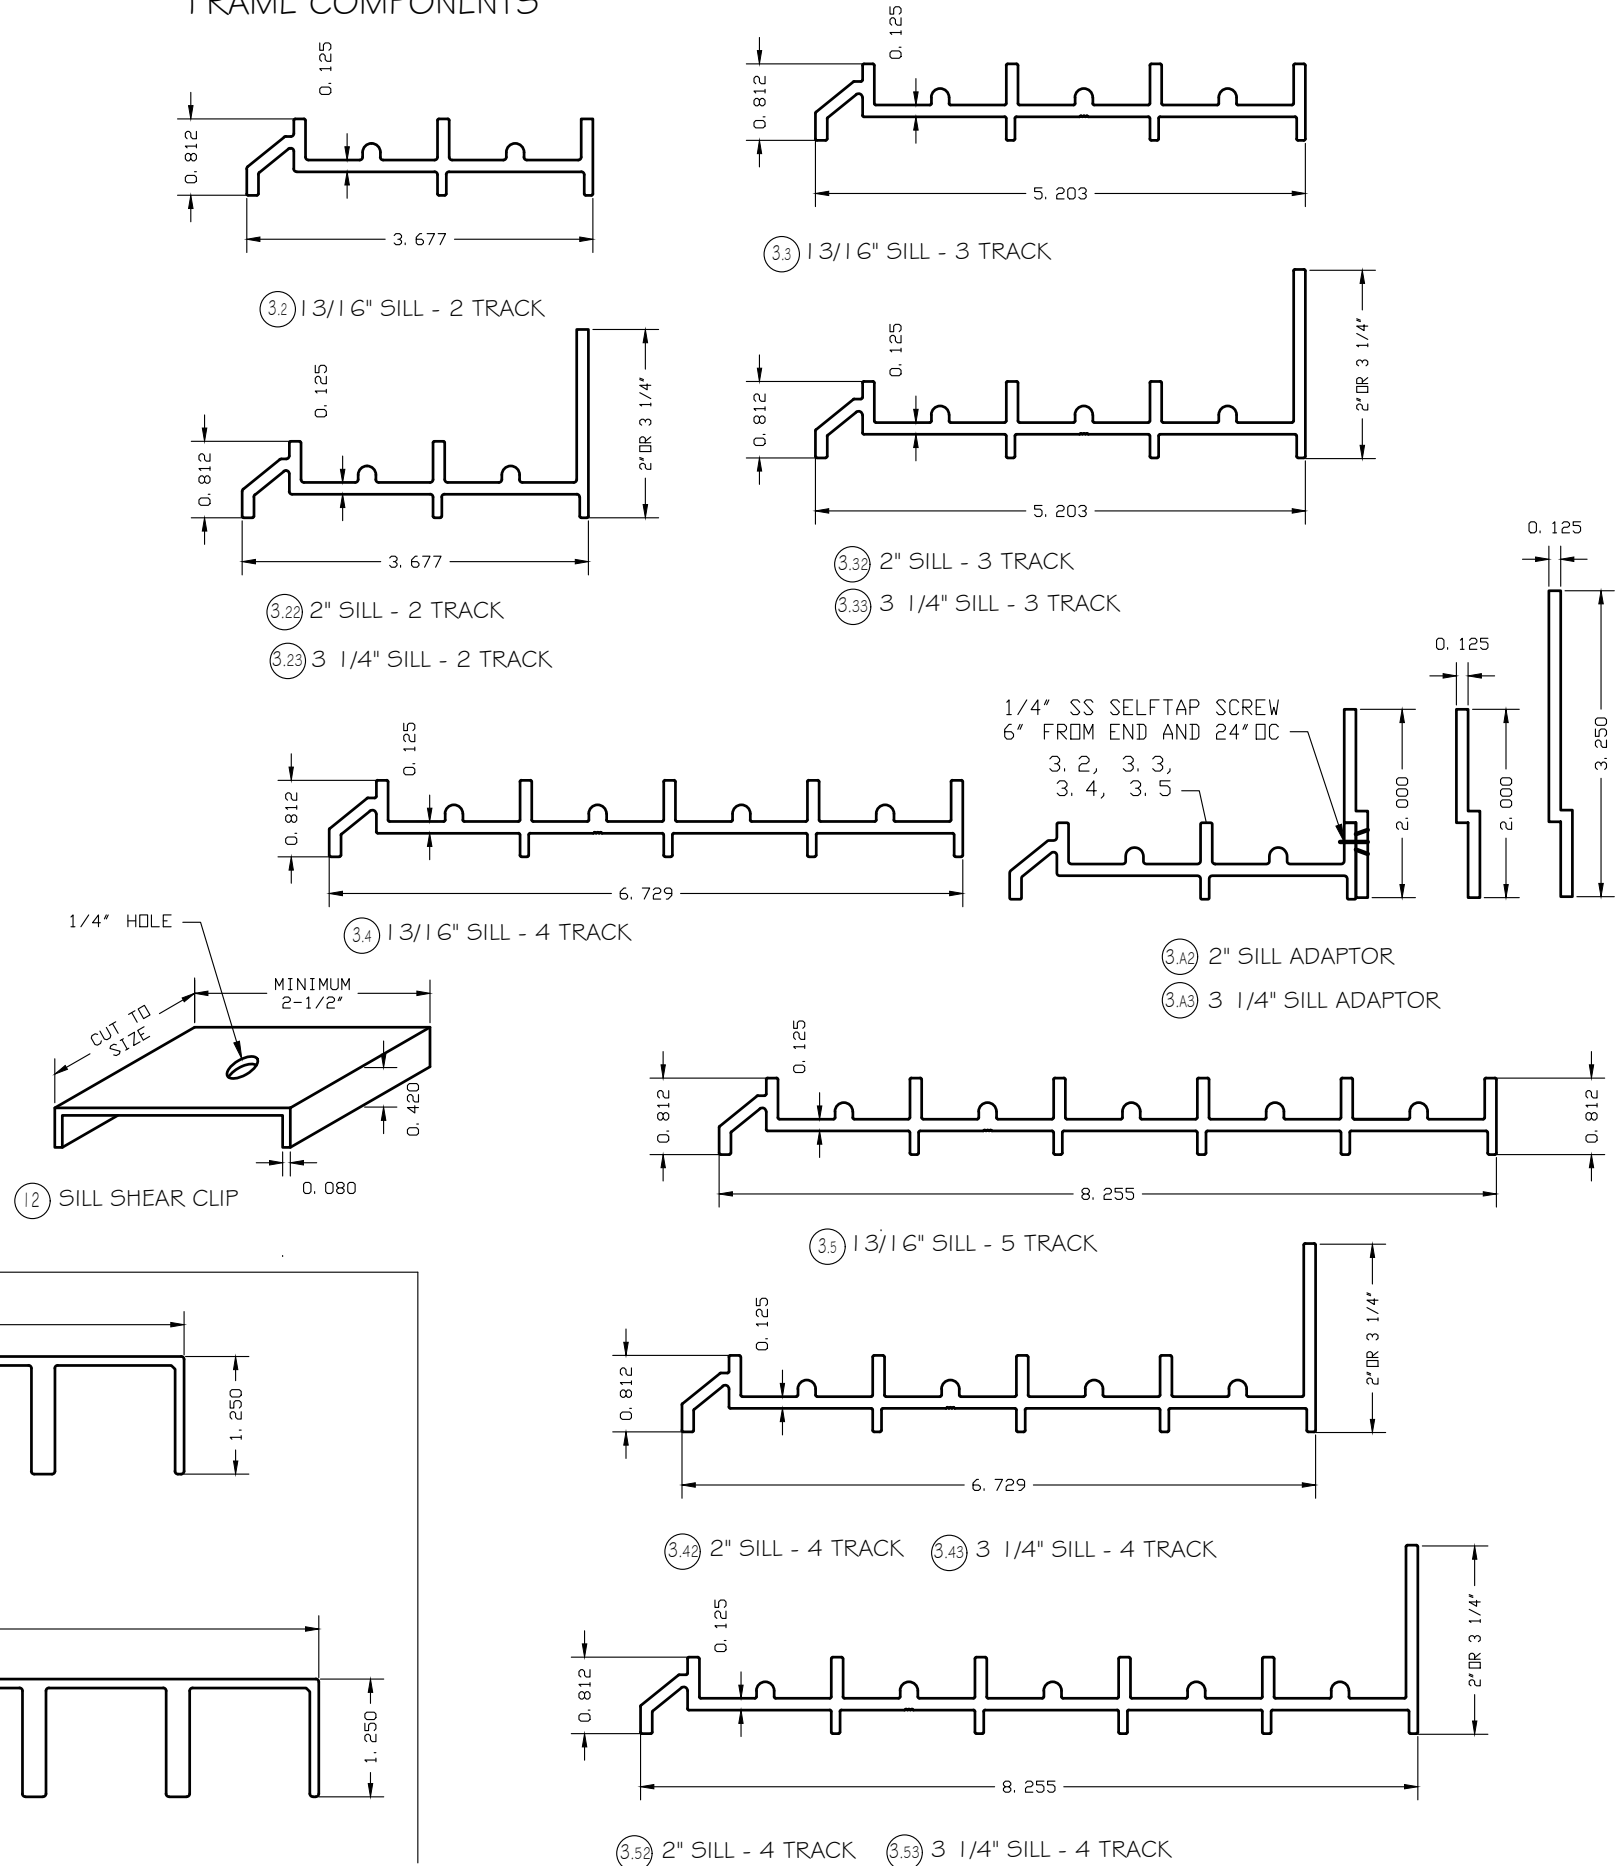 FRAME COMPONENTS
0.125
0.812
3.677
3.2 13/16" SILL - 2 TRACK
0.125
0.812
5.203
3.3 13/16" SILL - 3 TRACK
0.125
0.812
2" OR 3 1/4"
3.677
3.22 2" SILL - 2 TRACK
3.23 3 1/4" SILL - 2 TRACK
0.125
0.812
2" OR 3 1/4"
5.203
3.32 2" SILL - 3 TRACK
3.33 3 1/4" SILL - 3 TRACK
0.125
0.812
6.729
3.4 13/16" SILL - 4 TRACK
1/4" SS SELFTAP SCREW
6" FROM END AND 24" OC
3.2, 3.3,
3.4, 3.5
2.000
0.125
2.000
0.125
3.250
3.A2 2" SILL ADAPTOR
3.A3 3 1/4" SILL ADAPTOR
1/4" HOLE
MINIMUM
2-1/2"
CUT TO
SIZE
0.420
0.080
12 SILL SHEAR CLIP
0.125
0.812
0.812
8.255
3.5 13/16" SILL - 5 TRACK
1.250
1.250
0.125
0.812
2" OR 3 1/4"
6.729
3.42 2" SILL - 4 TRACK 3.43 3 1/4" SILL - 4 TRACK
0.125
0.812
2" OR 3 1/4"
8.255
3.52 2" SILL - 4 TRACK 3.53 3 1/4" SILL - 4 TRACK